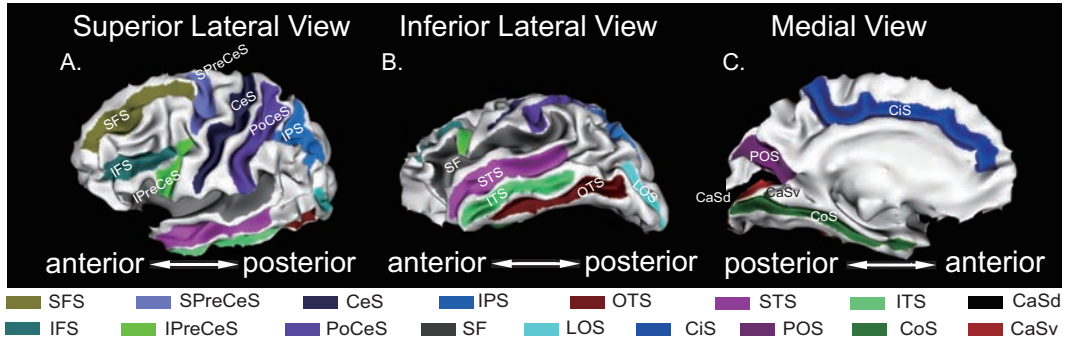 Superior Lateral View Inferior Lateral View Medial View
A. B. C.
SPreCeS
SFS CeS PoCeS IPS
IFS IPreCeS
SF STS ITS OTS LOS
CiS POS
CaSd CaSv CoS
anterior posterior anterior posterior posterior anterior
SFS SPreCeS CeS IPS OTS STS ITS CaSd
IFS IPreCeS PoCeS SF LOS CiS POS CoS CaSv